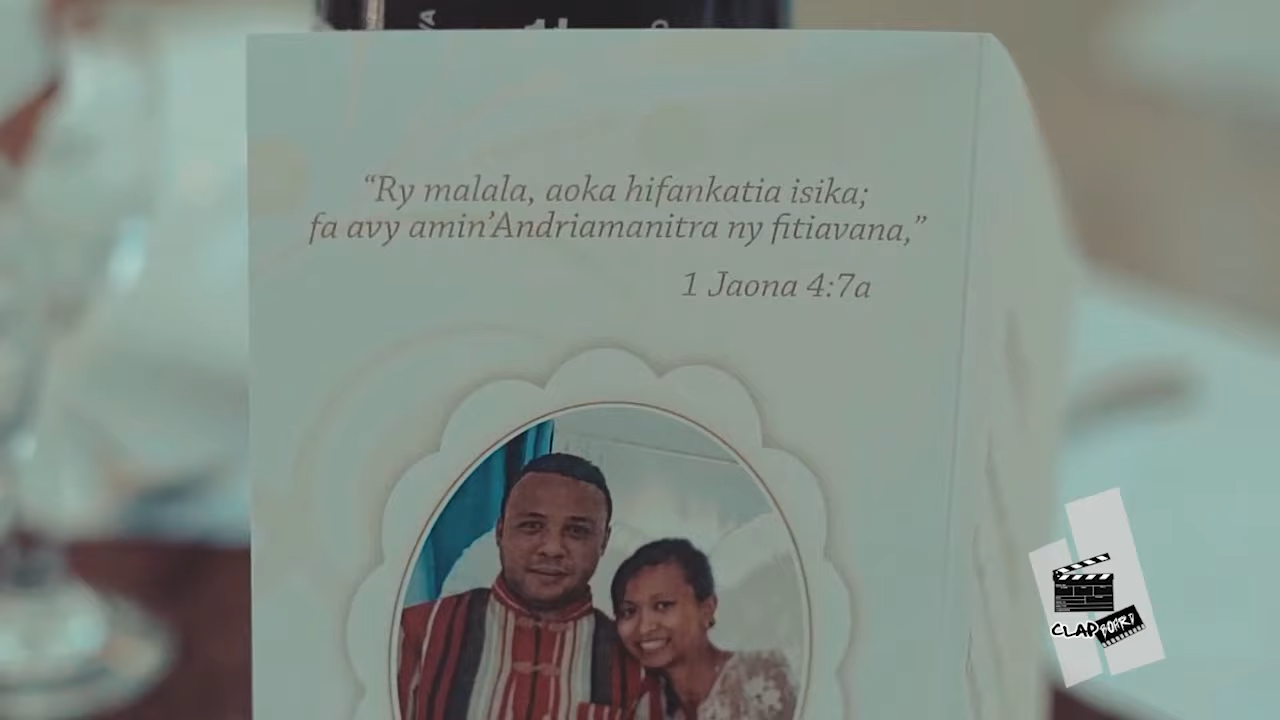 “Ry malala, aoka hifankatia isika;
fa avy amin’Andriamanitra ny fitiavana,”
1 Jaona 4:7a
CLAPBOARD